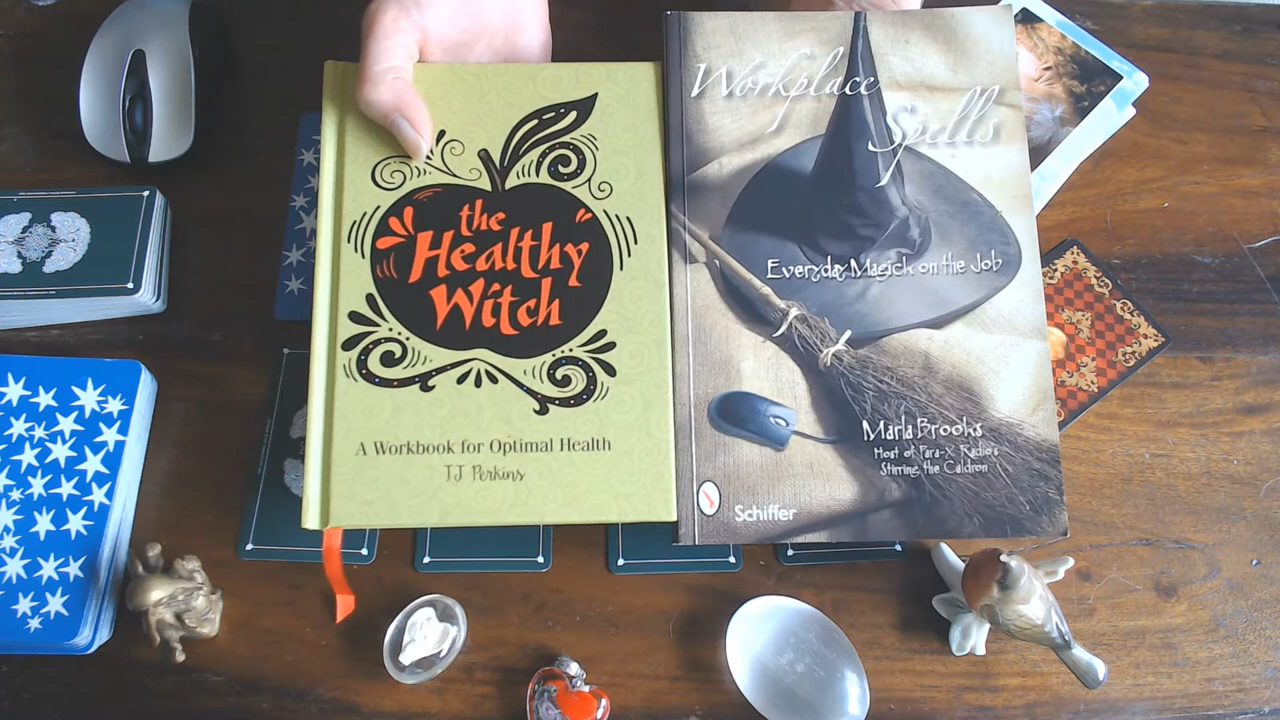 the
"Healthy"
Witch
A Workbook for Optimal Health
TJ Perkins
Workplace
Spells
Everyday Magick on the Job
Marla Brooks
Host of Para-X Radio's
Stirring the Caldron
Schiffer